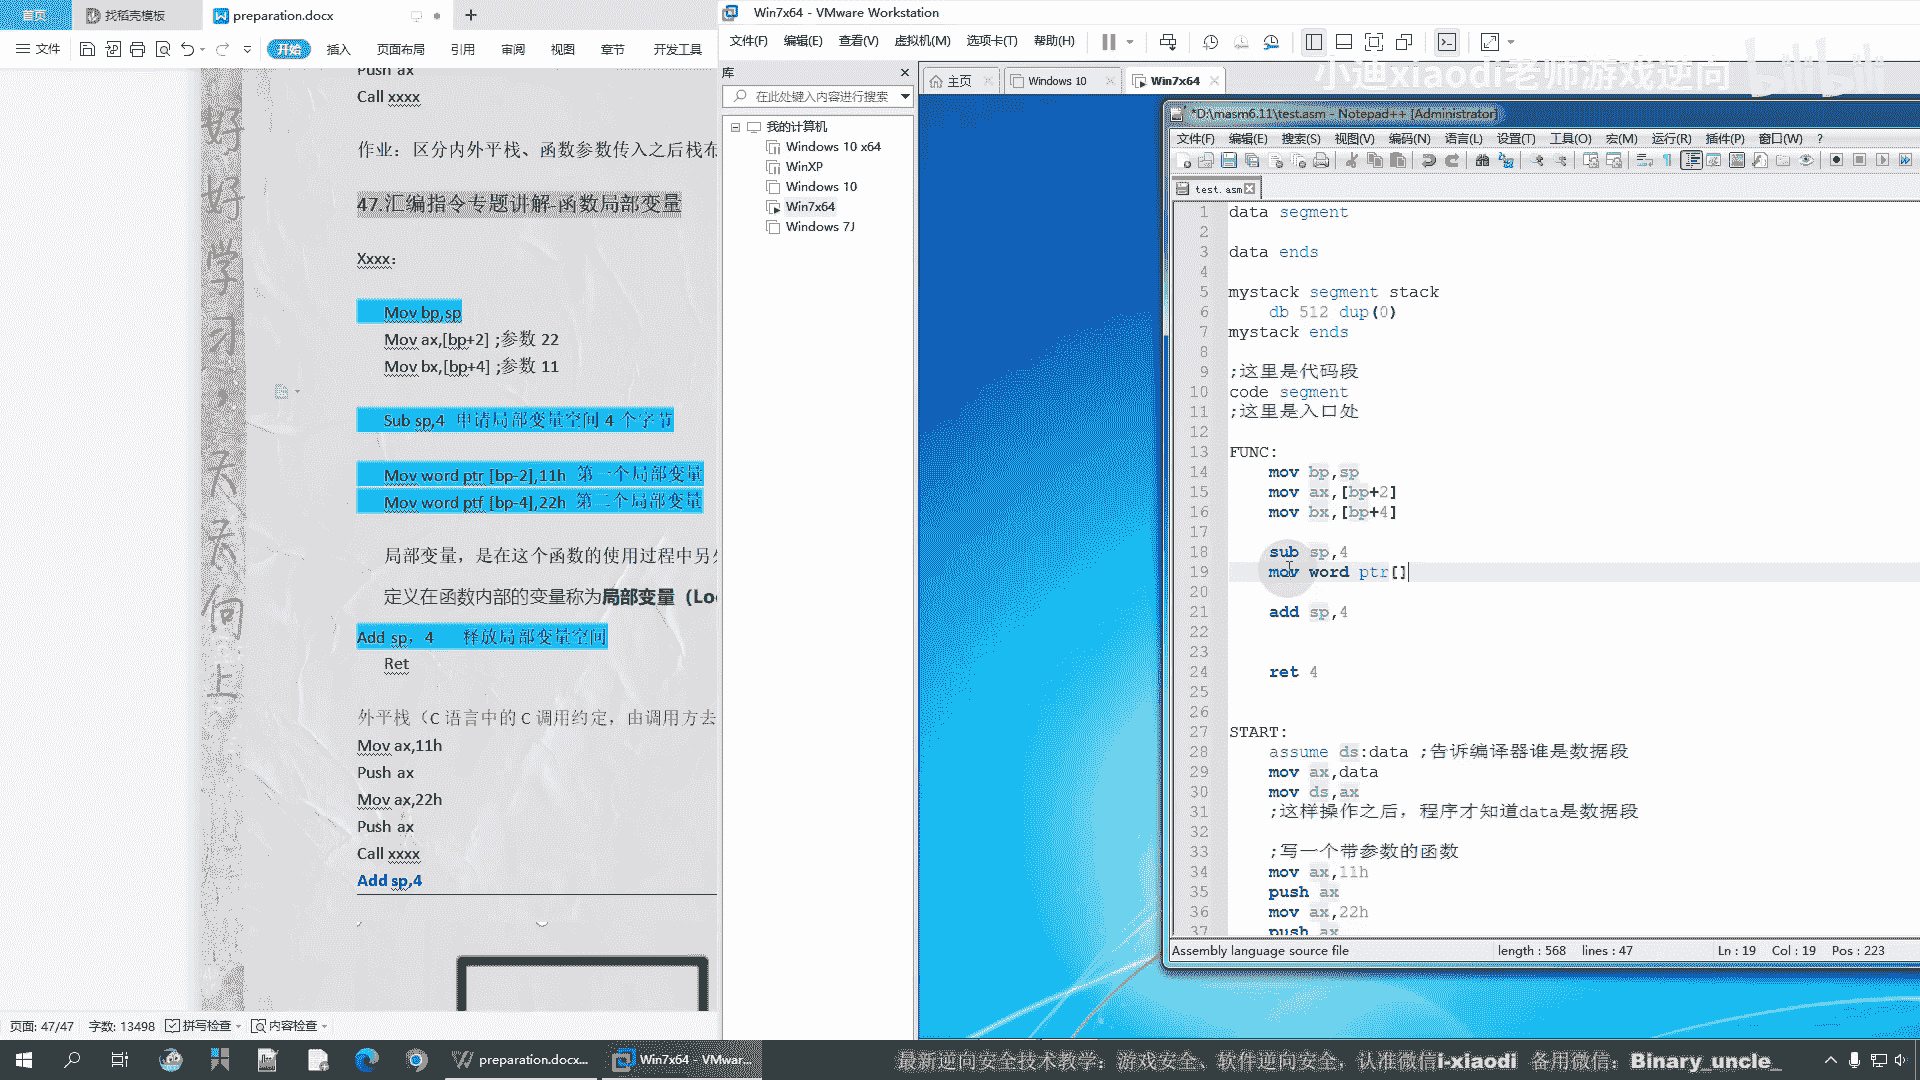 首页
找稻壳模板
preparation.docx
文件
开始
插入
页面布局
引用
审阅
视图
章节
开发工具
Push ax
Call xxxx
作业：区分内外平栈、函数参数传入之后栈布
47.汇编指令专题讲解-函数局部变量
Xxxx：
Mov bp,sp
Mov ax,[bp+2] ;参数 22
Mov bx,[bp+4] ;参数 11
Sub sp,4 申请局部变量空间 4 个字节
Mov word ptr [bp-2],11h 第一个局部变量
Mov word ptf [bp-4],22h 第二个局部变量
局部变量，是在这个函数的使用过程中另外
定义在函数内部的变量称为局部变量（Lo
Add sp，4 释放局部变量空间
Ret
外平栈（C 语言中的 C 调用约定，由调用方去
Mov ax,11h
Push ax
Mov ax,22h
Push ax
Call xxxx
Add sp,4
好好学习，天天向上
页面: 47/47 字数: 13498 拼写检查 内容检查
Win7x64 - VMware Workstation
文件(F) 编辑(E) 查看(V) 虚拟机(M) 选项卡(T) 帮助(H)
库
在此处键入内容进行搜索
我的计算机
Windows 10 x64
WinXP
Windows 10
Win7x64
Windows 7J
主页
Windows 10
Win7x64
小迪xiaodi老师游戏逆向
bilibili
*D:\masm6.11\test.asm - Notepad++ [Administrator]
文件(F) 编辑(E) 搜索(S) 视图(V) 编码(N) 语言(L) 设置(T) 工具(O) 宏(M) 运行(R) 插件(P) 窗口(W) ?
test.asm
1 data segment
2
3 data ends
4
5 mystack segment stack
6 db 512 dup(0)
7 mystack ends
8
9 ;这里是代码段
10 code segment
11 ;这里是入口处
12
13 FUNC:
14 mov bp,sp
15 mov ax,[bp+2]
16 mov bx,[bp+4]
17
18 sub sp,4
19 mov word ptr[]
20
21 add sp,4
22
23
24 ret 4
25
26
27 START:
28 assume ds:data ;告诉编译器谁是数据段
29 mov ax,data
30 mov ds,ax
31 ;这样操作之后，程序才知道data是数据段
32
33 ;写一个带参数的函数
34 mov ax,11h
35 push ax
36 mov ax,22h
37 push ax
Assembly language source file length : 568 lines : 47 Ln : 19 Col : 19 Pos : 223
preparation.docx...
Win7x64 - VMwar...
最新逆向安全技术教学：游戏安全、软件逆向安全，认准微信i-xiaodi 备用微信：Binary_uncle_